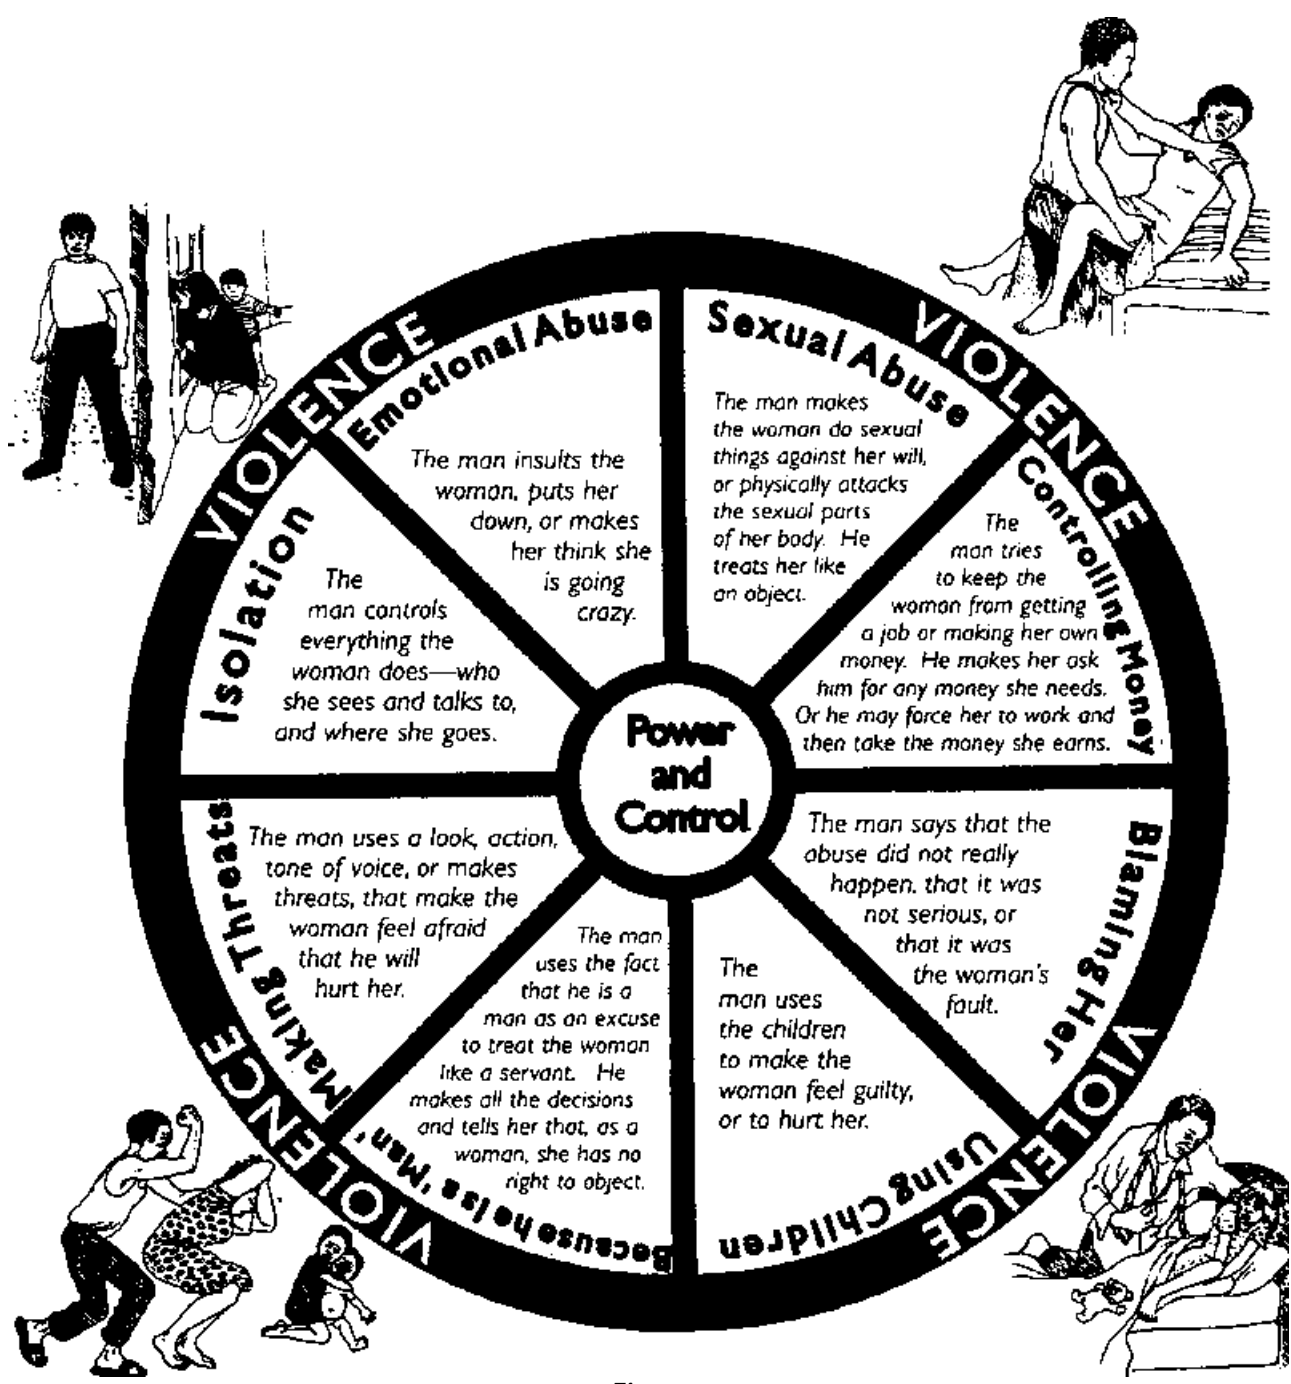 VIOLENCE
Emotional Abuse
The man insults the
woman, puts her
down, or makes
her think she
is going
crazy.
Sexual Abuse
The man makes
the woman do sexual
things against her will,
or physically attacks
the sexual parts
of her body. He
treats her like
an object.
VIOLENCE
Controlling Money
The
man tries
to keep the
woman from getting
a job or making her own
money. He makes her ask
him for any money she needs.
Or he may force her to work and
then take the money she earns.
Blaming Her
The man says that the
abuse did not really
happen, that it was
not serious, or
that it was
the woman's
fault.
VIOLENCE
Using Children
The
man uses
the children
to make the
woman feel guilty,
or to hurt her.
Because he Is a 'Man'
The man
uses the fact
that he is a
man as an excuse
to treat the woman
like a servant. He
makes all the decisions
and tells her that, as a
woman, she has no
right to object.
VIOLENCE
Making Threats
The man uses a look, action,
tone of voice, or makes
threats, that make the
woman feel afraid
that he will
hurt her.
Isolation
The
man controls
everything the
woman does—who
she sees and talks to,
and where she goes.
Power
and
Control